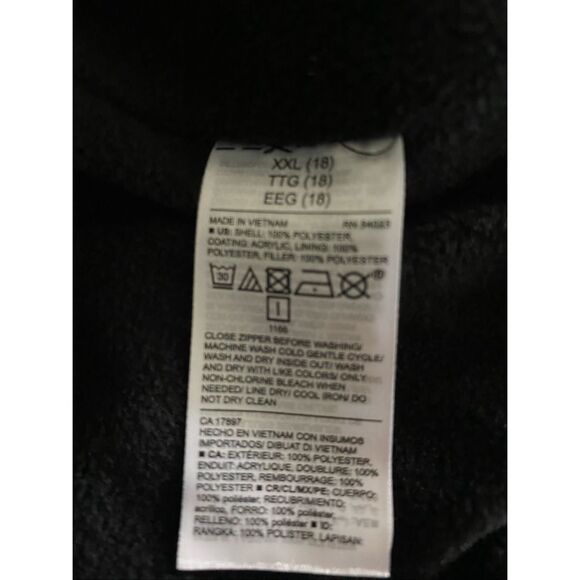 XXL (18)
TTG (18)
EEG (18)
MADE IN VIETNAM RN 54023
■ US: SHELL: 100% POLYESTER,
COATING: ACRYLIC, LINING: 100%
POLYESTER, FILLER: 100% POLYESTER
30
®
1166
CLOSE ZIPPER BEFORE WASHING/
MACHINE WASH COLD GENTLE CYCLE/
WASH AND DRY INSIDE OUT/ WASH
AND DRY WITH LIKE COLORS/ ONLY
NON-CHLORINE BLEACH WHEN
NEEDED/ LINE DRY/ COOL IRON/ DO
NOT DRY CLEAN
CA 17897
HECHO EN VIETNAM CON INSUMOS
IMPORTADOS/ DIBUAT DI VIETNAM
■ CA: EXTÉRIEUR: 100% POLYESTER,
ENDUIT: ACRYLIQUE, DOUBLURE: 100%
POLYESTER, REMBOURRAGE: 100%
POLYESTER ■ CR/CL/MX/PE: CUERPO:
100% poliéster, RECUBRIMIENTO:
acrílico, FORRO: 100% poliéster,
RELLENO: 100% poliéster ■ ID:
RANGKA: 100% POLISTER, LAPISAN: